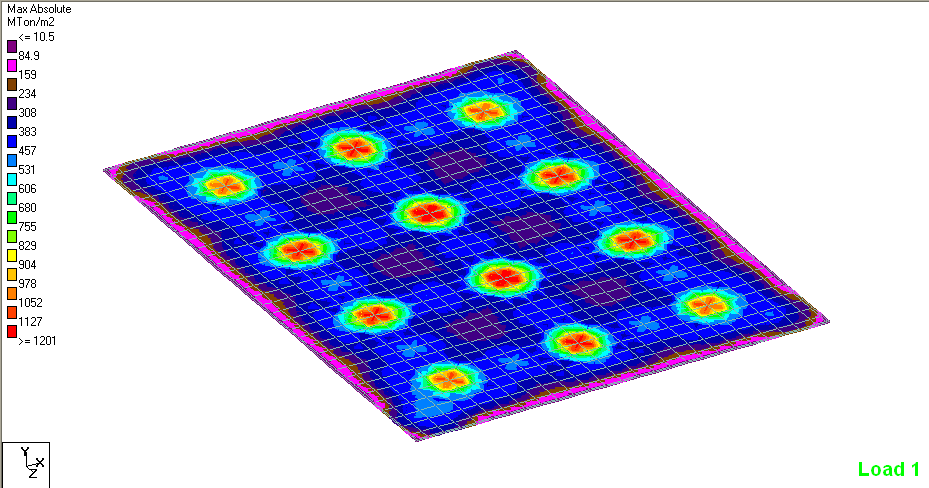 Max Absolute
MTon/m2
<= 10.5
84.9
159
234
308
383
457
531
606
680
755
829
904
978
1052
1127
>= 1201
Y
X
Z
Load 1